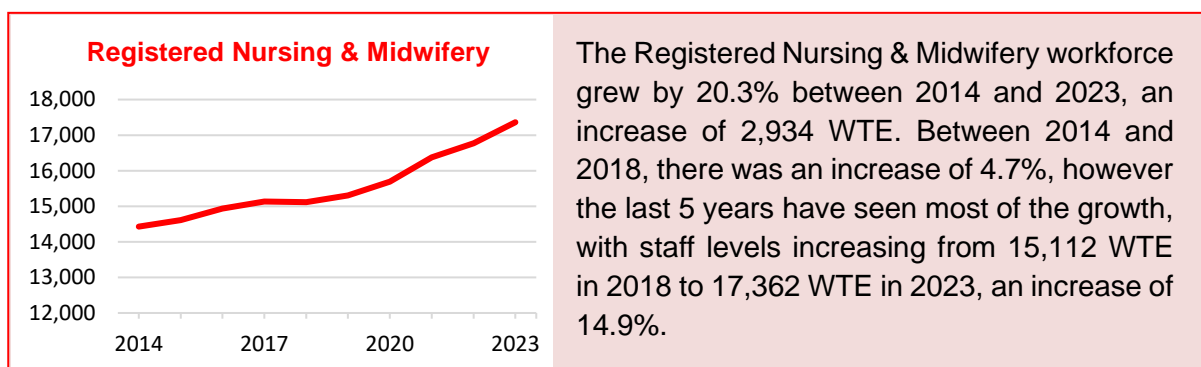 Registered Nursing & Midwifery
18,000
17,000
16,000
15,000
14,000
13,000
12,000
2014 2017 2020 2023
The Registered Nursing & Midwifery workforce
grew by 20.3% between 2014 and 2023, an
increase of 2,934 WTE. Between 2014 and
2018, there was an increase of 4.7%, however
the last 5 years have seen most of the growth,
with staff levels increasing from 15,112 WTE
in 2018 to 17,362 WTE in 2023, an increase of
14.9%.